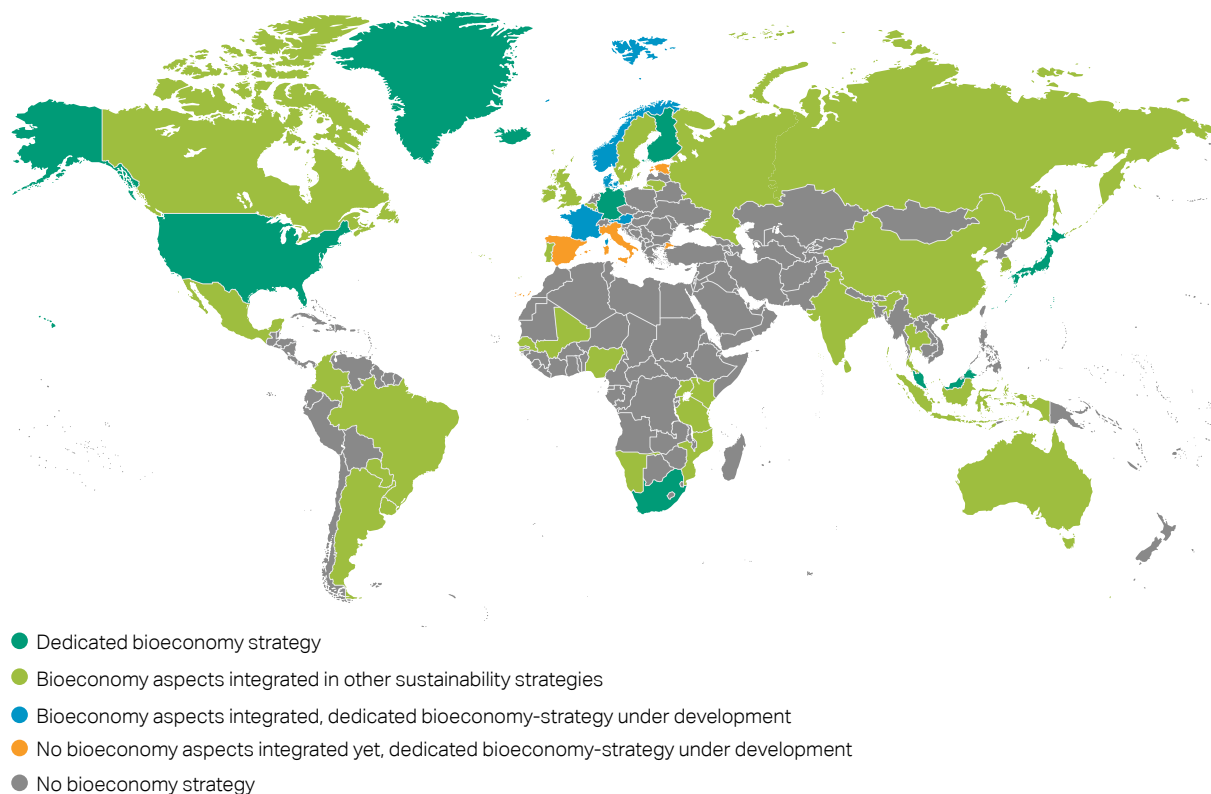 Dedicated bioeconomy strategy
Bioeconomy aspects integrated in other sustainability strategies
Bioeconomy aspects integrated, dedicated bioeconomy-strategy under development
No bioeconomy aspects integrated yet, dedicated bioeconomy-strategy under development
No bioeconomy strategy